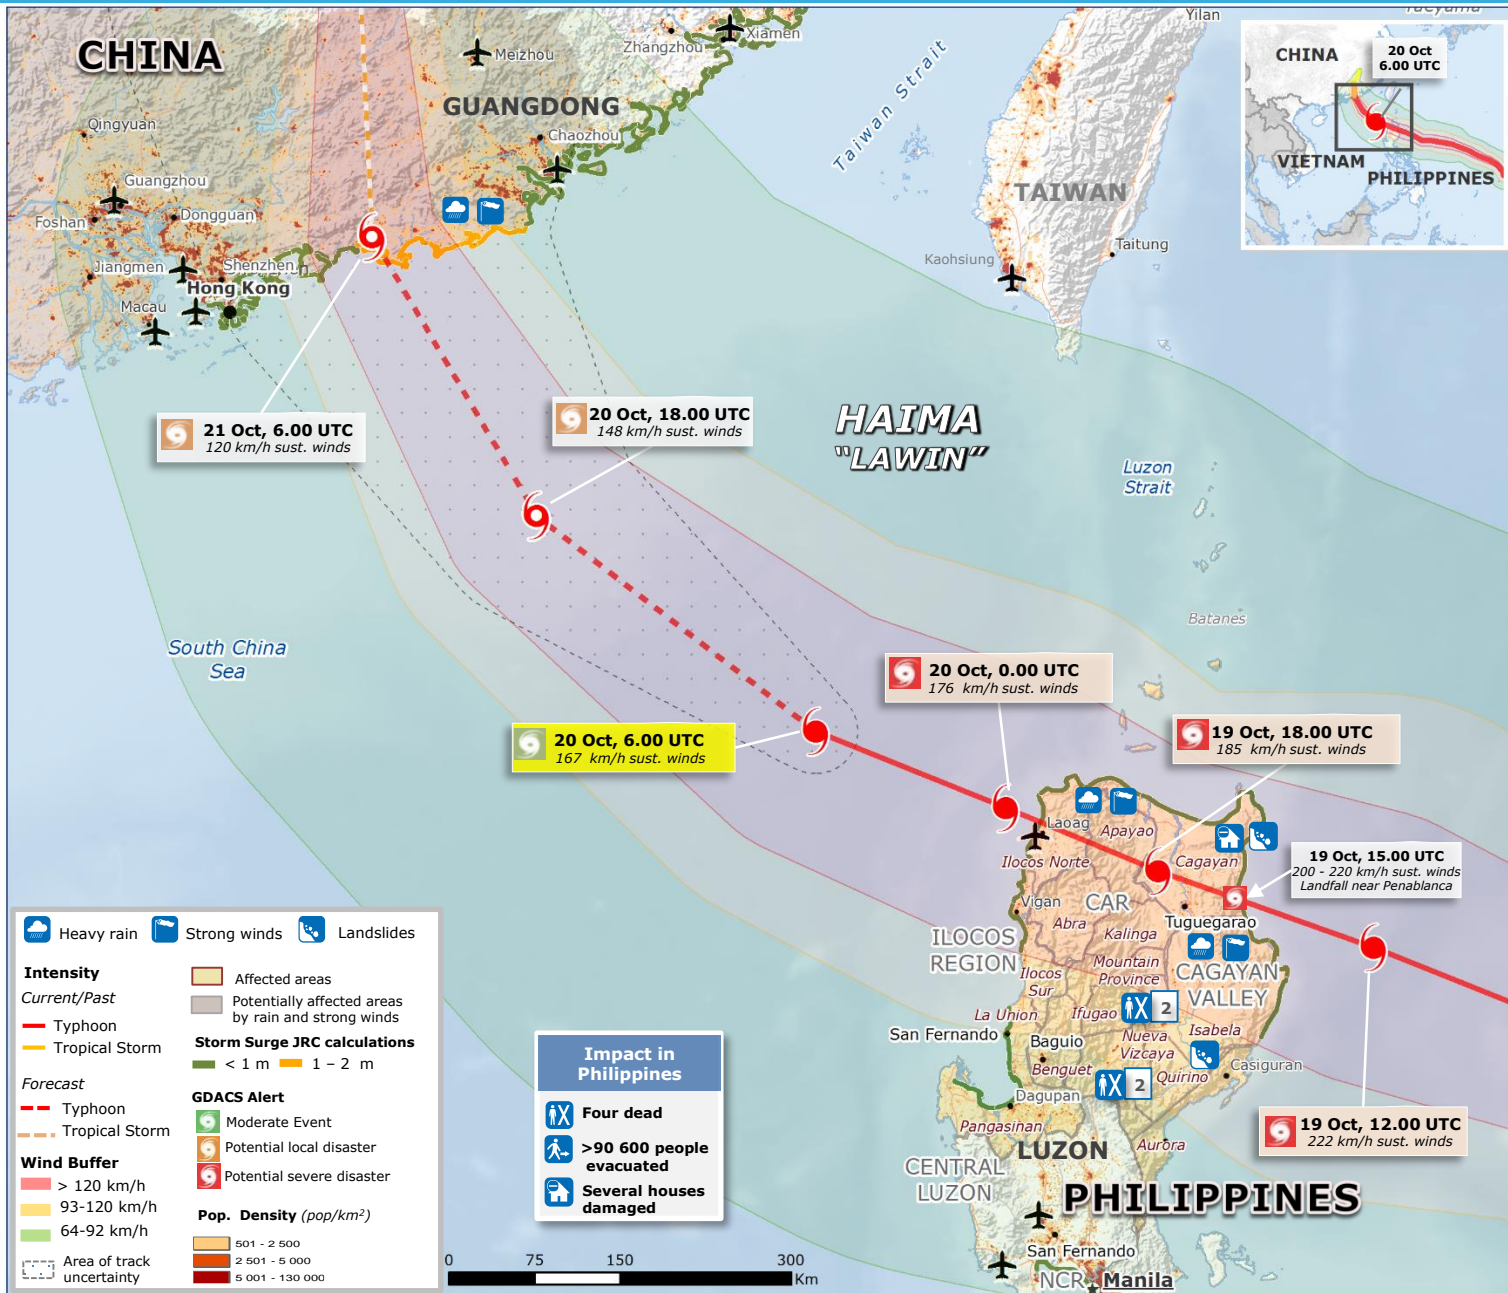 CHINA
Meizhou
Zhangzhou
Xiamen
GUANGDONG
Chaozhou
Qingyuan
Guangzhou
Foshan
Dongguan
Jiangmen
Shenzhen
Hong Kong
Macau
Taiwan Strait
Yilan
TAIWAN
Taitung
Kaohsiung
CHINA
20 Oct
6.00 UTC
VIETNAM
PHILIPPINES
21 Oct, 6.00 UTC
120 km/h sust. winds
20 Oct, 18.00 UTC
148 km/h sust. winds
HAIMA
“LAWIN”
Luzon
Strait
Batanes
South China
Sea
20 Oct, 0.00 UTC
176 km/h sust. winds
20 Oct, 6.00 UTC
167 km/h sust. winds
19 Oct, 18.00 UTC
185 km/h sust. winds
19 Oct, 15.00 UTC
200 - 220 km/h sust. winds
Landfall near Penablanca
19 Oct, 12.00 UTC
222 km/h sust. winds
Laoag
Apayao
Ilocos Norte
Cagayan
Vigan
CAR
Tuguegarao
Abra
Kalinga
ILOCOS
REGION
Mountain
Province
CAGAYAN
VALLEY
Ilocos
Sur
La Union
Ifugao
2
Isabela
San Fernando
Baguio
Nueva
Vizcaya
Benguet
Quirino
Casiguran
2
Dagupan
Pangasinan
Aurora
LUZON
CENTRAL
LUZON
PHILIPPINES
San Fernando
NCR
Manila
Heavy rain
Strong winds
Landslides
Intensity
Current/Past
Typhoon
Tropical Storm
Forecast
Typhoon
Tropical Storm
Wind Buffer
> 120 km/h
93-120 km/h
64-92 km/h
Area of track
uncertainty
Affected areas
Potentially affected areas
by rain and strong winds
Storm Surge JRC calculations
< 1 m
1 – 2 m
GDACS Alert
Moderate Event
Potential local disaster
Potential severe disaster
Pop. Density (pop/km²)
501 - 2 500
2 501 - 5 000
5 001 - 130 000
Impact in
Philippines
Four dead
>90 600 people
evacuated
Several houses
damaged
0 75 150 300
Km